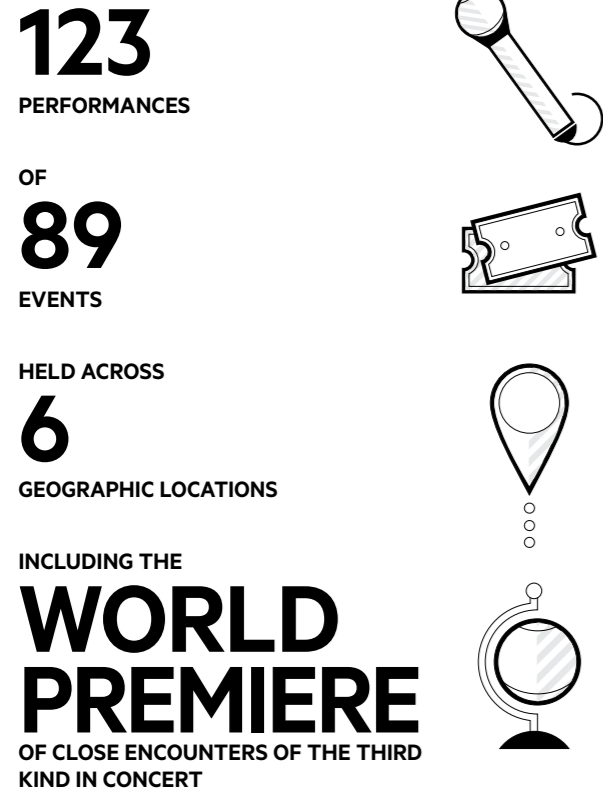 123
PERFORMANCES
OF
89
EVENTS
HELD ACROSS
6
GEOGRAPHIC LOCATIONS
INCLUDING THE
WORLD
PREMIERE
OF CLOSE ENCOUNTERS OF THE THIRD
KIND IN CONCERT